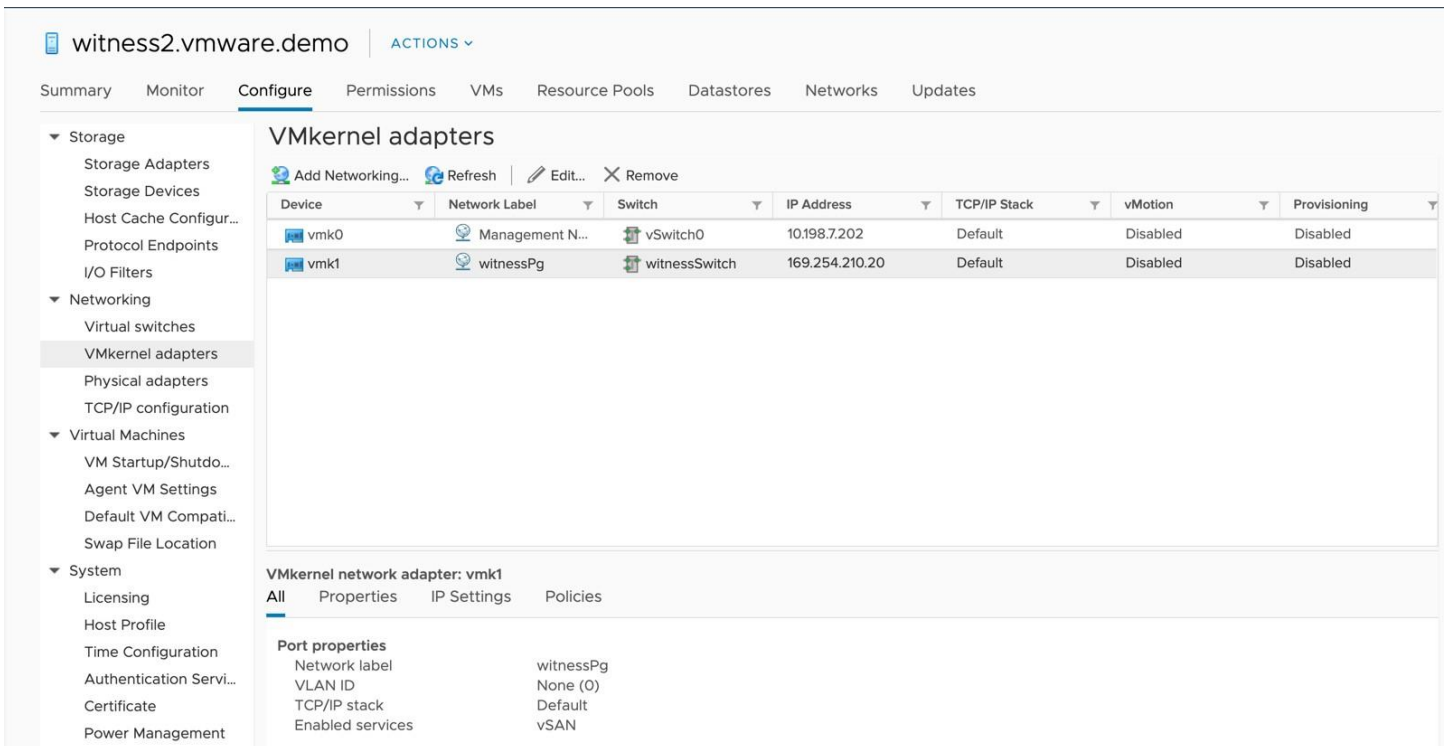 witness2.vmware.demo ACTIONS
Summary Monitor Configure Permissions VMs Resource Pools Datastores Networks Updates
Storage
Storage Adapters
Storage Devices
Host Cache Configur...
Protocol Endpoints
I/O Filters
Networking
Virtual switches
VMkernel adapters
Physical adapters
TCP/IP configuration
Virtual Machines
VM Startup/Shutdo...
Agent VM Settings
Default VM Compati...
Swap File Location
System
Licensing
Host Profile
Time Configuration
Authentication Servi...
Certificate
Power Management
VMkernel adapters
Add Networking... Refresh Edit... Remove
Device Network Label Switch IP Address TCP/IP Stack vMotion Provisioning
vmk0 Management N... vSwitch0 10.198.7.202 Default Disabled Disabled
vmk1 witnessPg witnessSwitch 169.254.210.20 Default Disabled Disabled
VMkernel network adapter: vmk1
All Properties IP Settings Policies
Port properties
Network label witnessPg
VLAN ID None (0)
TCP/IP stack Default
Enabled services vSAN